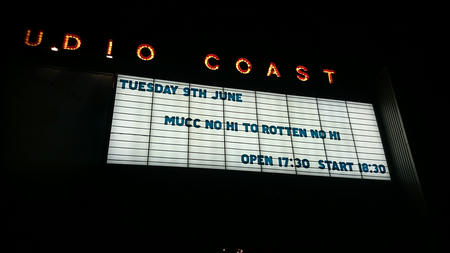 UDIO COAST
TUESDAY 9TH JUNE
MUCC NO HI TO ROTTEN NO HI
OPEN 17:30 START 18:30